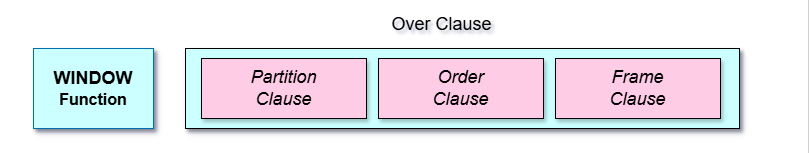 Over Clause
WINDOW
Function
Partition
Clause
Order
Clause
Frame
Clause